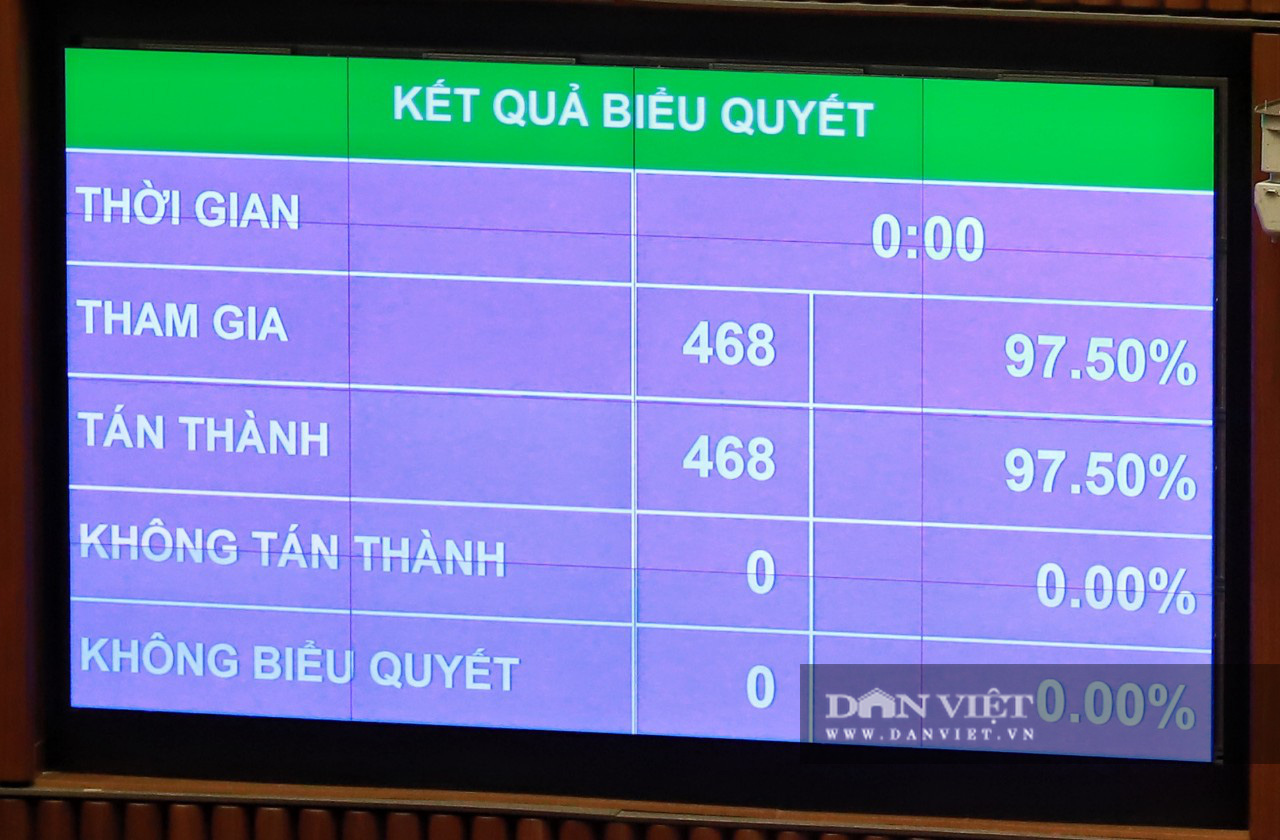 KẾT QUẢ BIỂU QUYẾT
THỜI GIAN 0:00
THAM GIA 468 97.50%
TÁN THÀNH 468 97.50%
KHÔNG TÁN THÀNH 0 0.00%
KHÔNG BIỂU QUYẾT 0 0.00%
DÂN VIỆT
WWW.DANVIET.VN